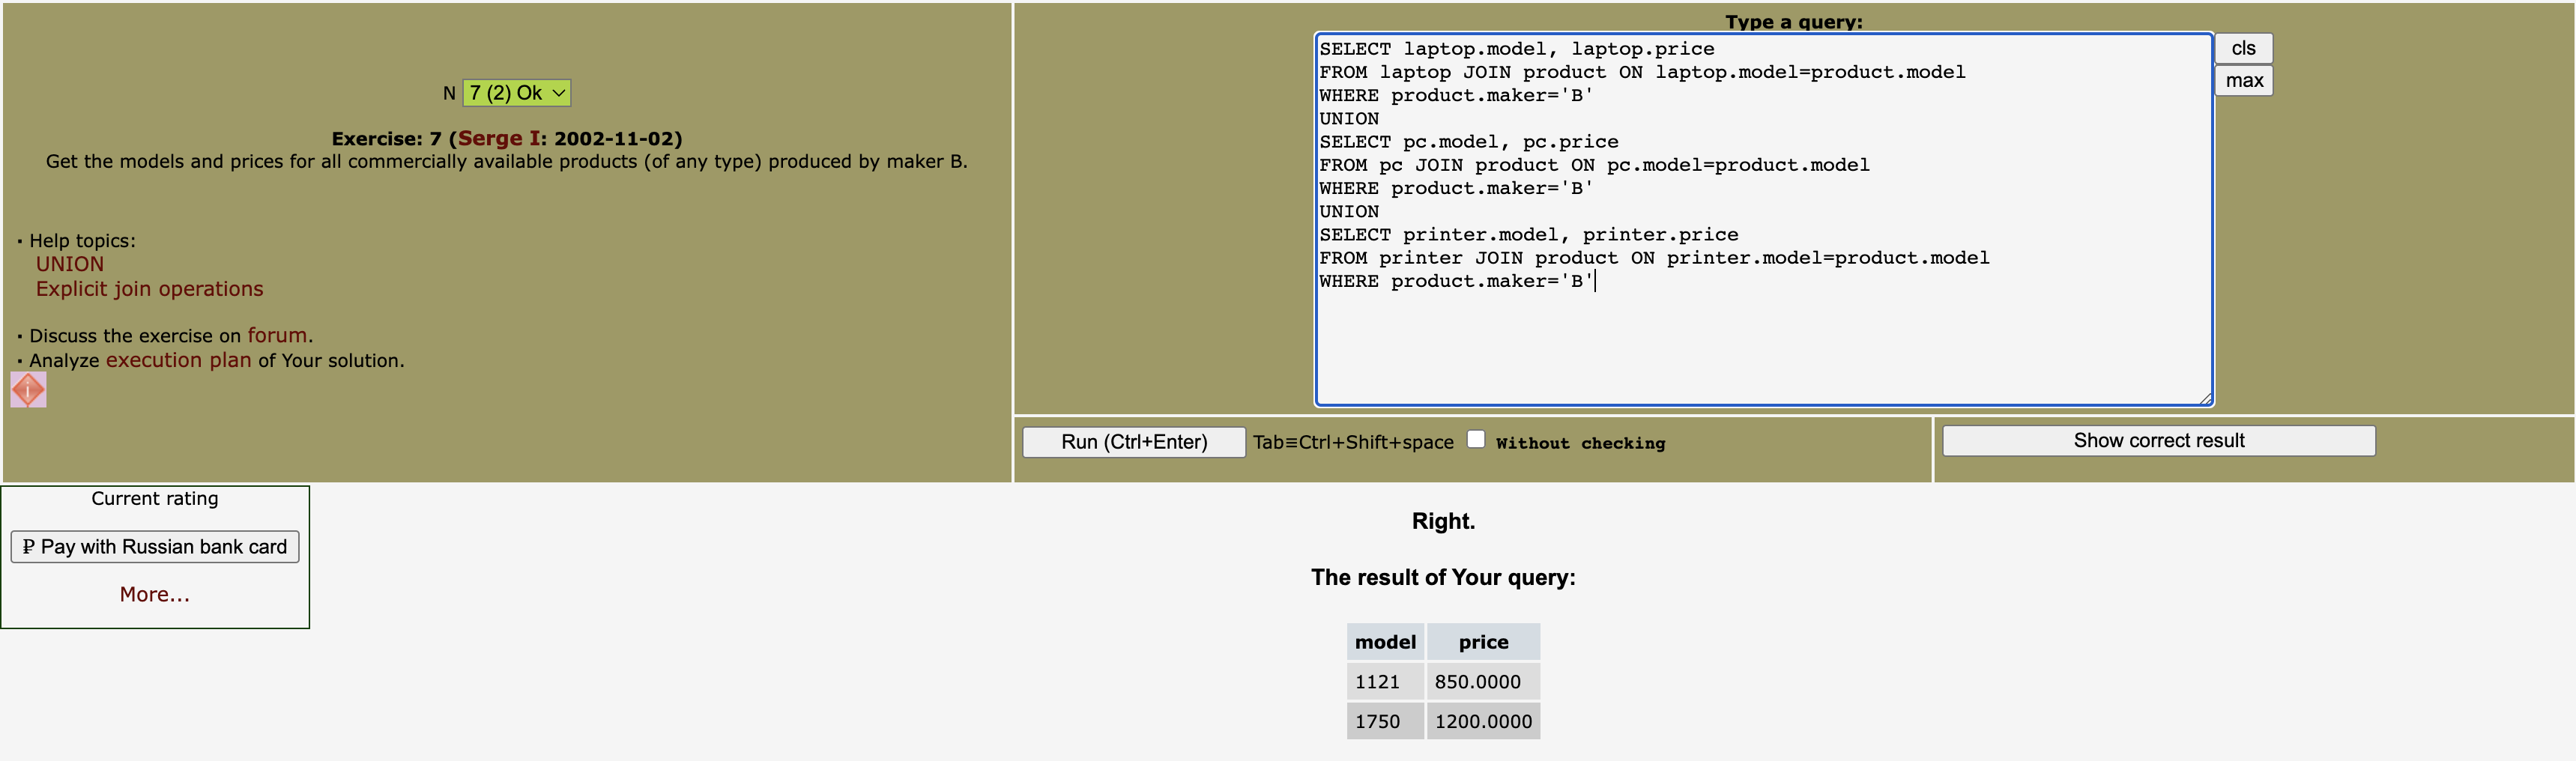 N 7 (2) Ok
Exercise: 7 (Serge I: 2002-11-02)
Get the models and prices for all commercially available products (of any type) produced by maker B.
· Help topics:
UNION
Explicit join operations
· Discuss the exercise on forum.
· Analyze execution plan of Your solution.
i
Type a query:
SELECT laptop.model, laptop.price
FROM laptop JOIN product ON laptop.model=product.model
WHERE product.maker='B'
UNION
SELECT pc.model, pc.price
FROM pc JOIN product ON pc.model=product.model
WHERE product.maker='B'
UNION
SELECT printer.model, printer.price
FROM printer JOIN product ON printer.model=product.model
WHERE product.maker='B'
cls
max
Run (Ctrl+Enter) Tab≡Ctrl+Shift+space Without checking
Show correct result
Current rating
₽ Pay with Russian bank card
More...
Right.
The result of Your query:
model price
1121 850.0000
1750 1200.0000